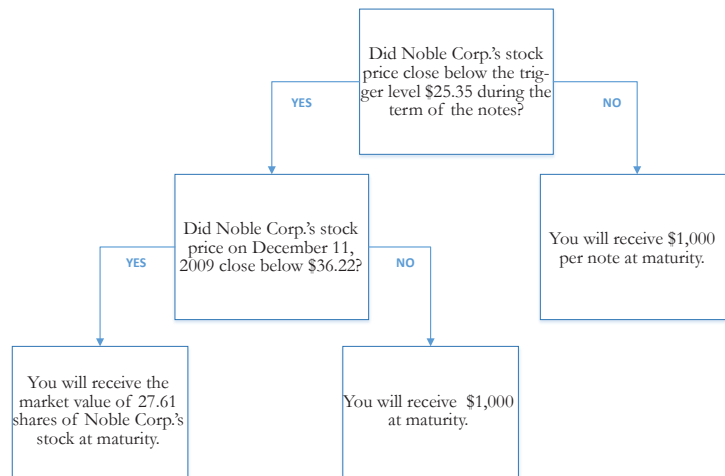 Did Noble Corp.'s stock
price close below the trig-
ger level $25.35 during the
term of the notes?
YES
NO
Did Noble Corp.'s stock
price on December 11,
2009 close below $36.22?
You will receive $1,000
per note at maturity.
YES
NO
You will receive the
market value of 27.61
shares of Noble Corp.'s
stock at maturity.
You will receive $1,000
at maturity.